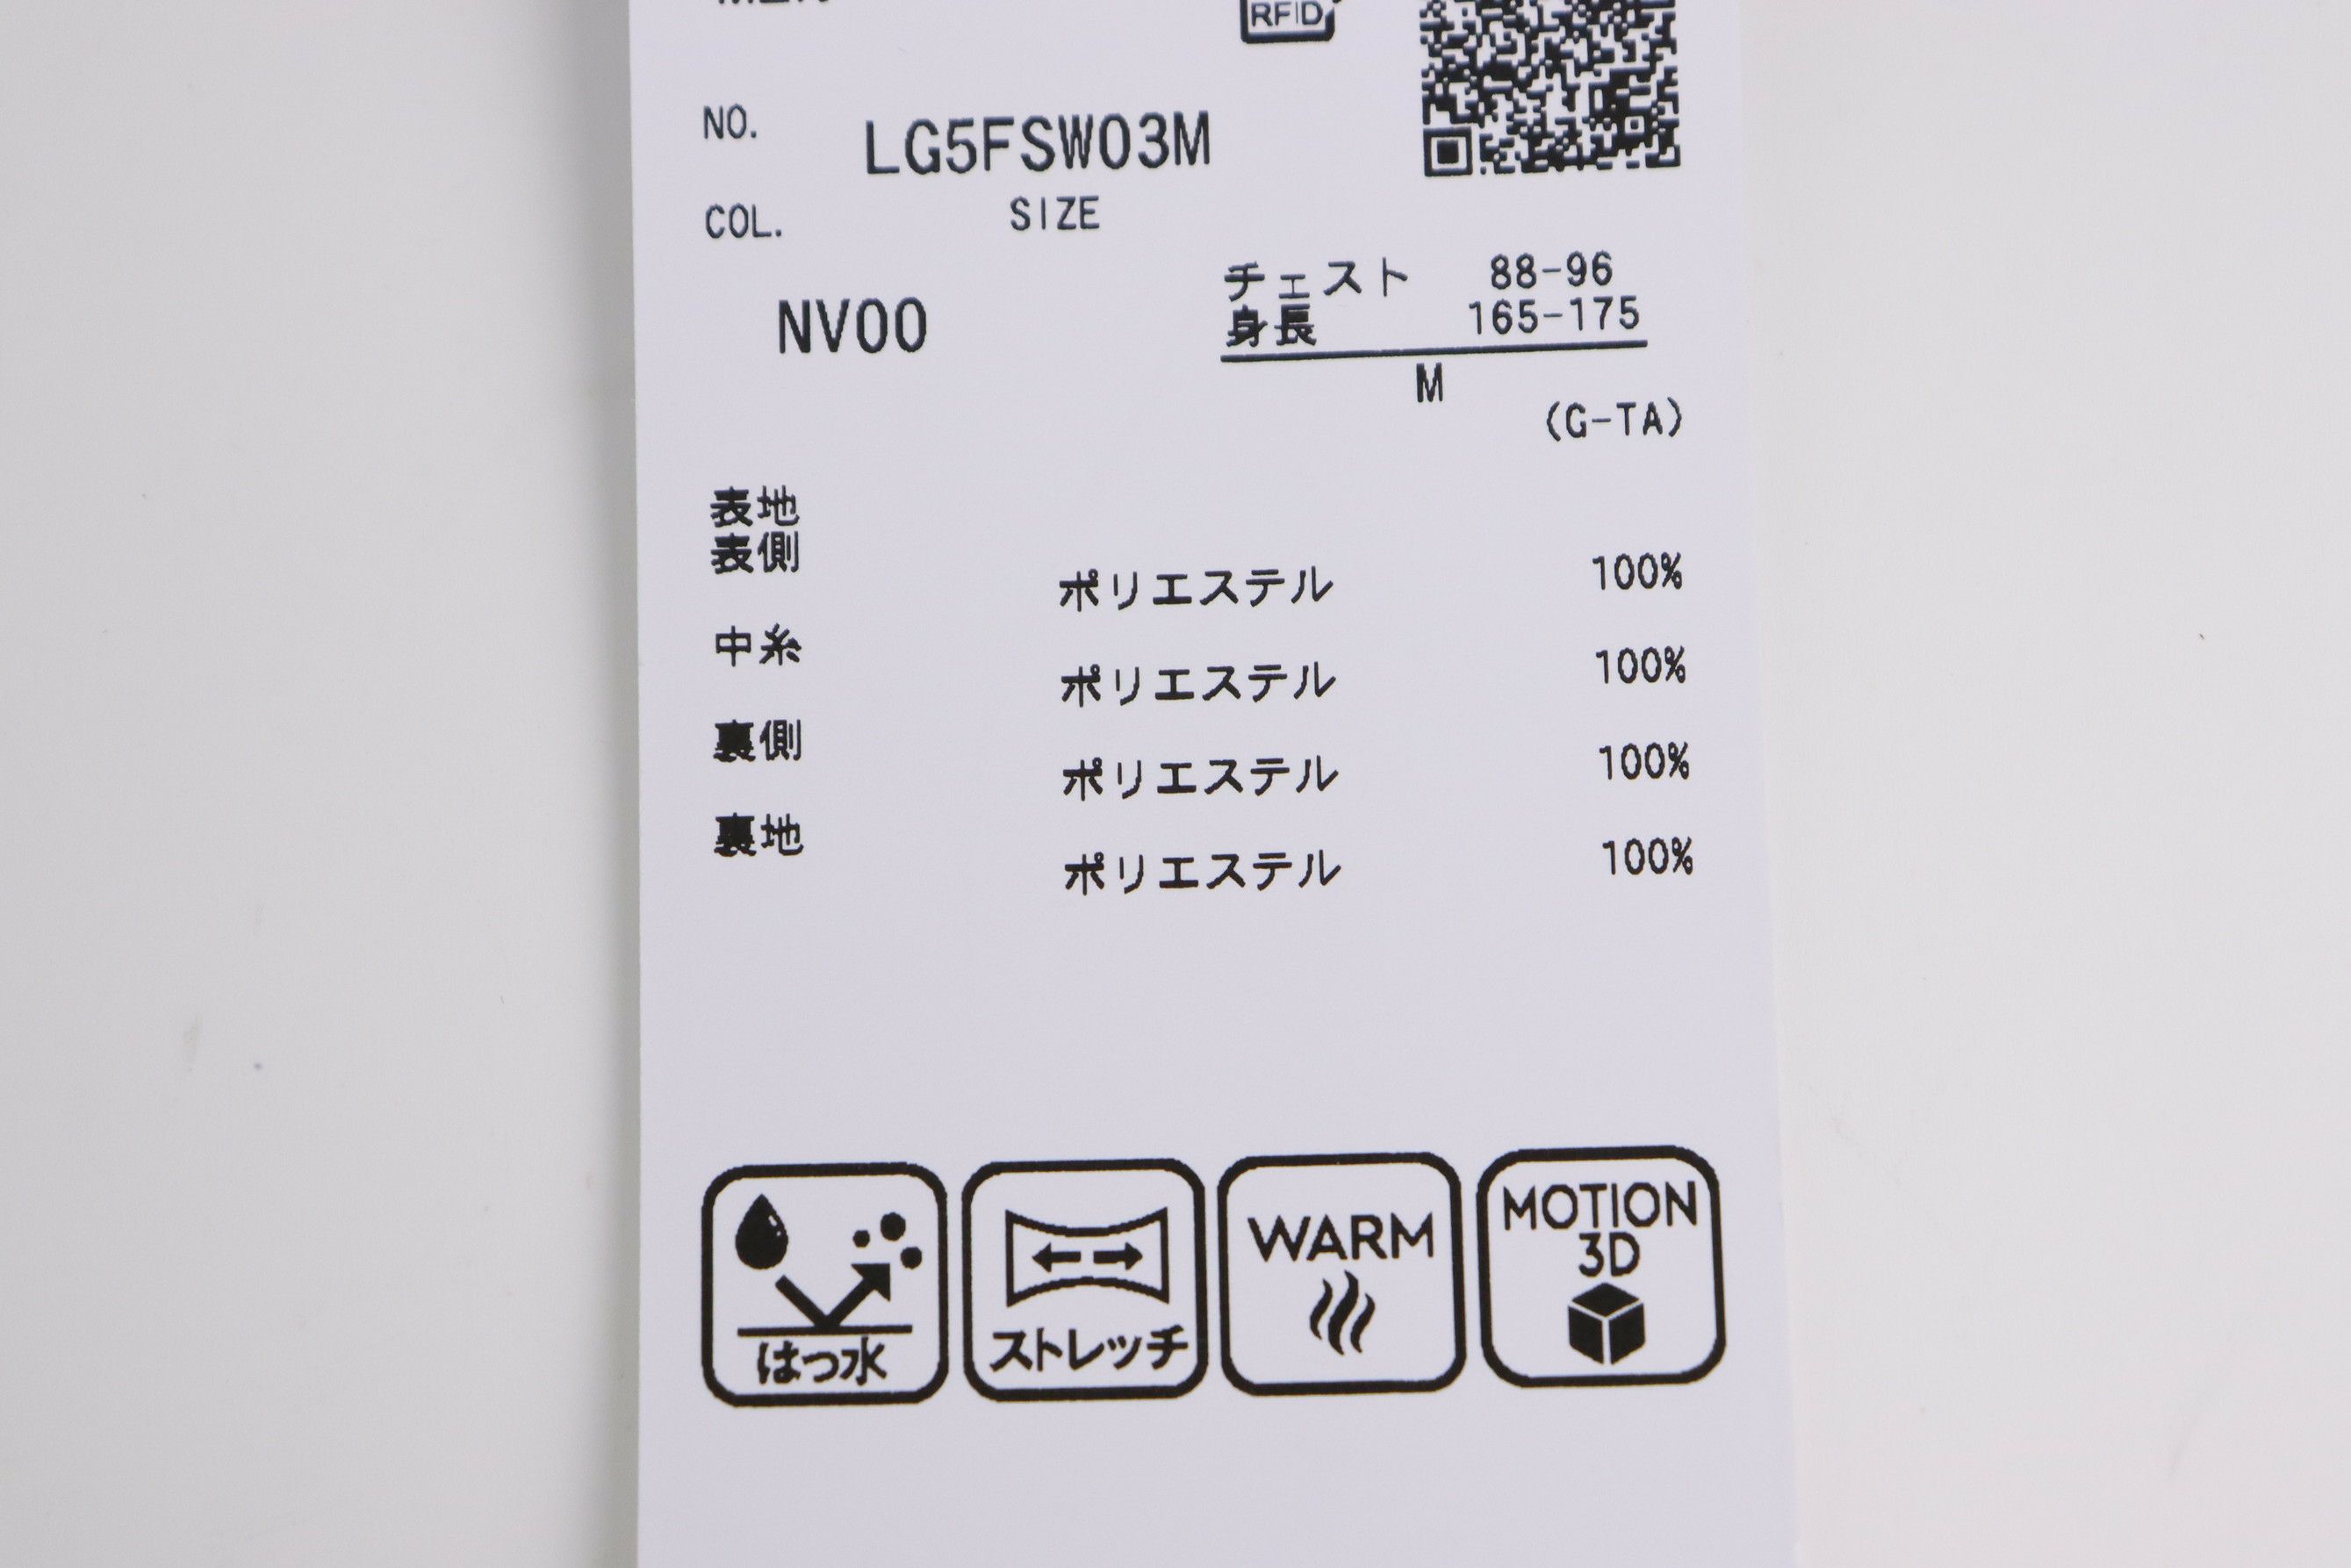 RFID
NO.
LG5FSW03M
COL.
SIZE
チェスト 88-96
身長 165-175
NV00
M
(G-TA)
表地
表側
ポリエステル 100%
中糸
ポリエステル 100%
裏側
ポリエステル 100%
裏地
ポリエステル 100%
はつ水
ストレッチ
WARM
MOTION
3D